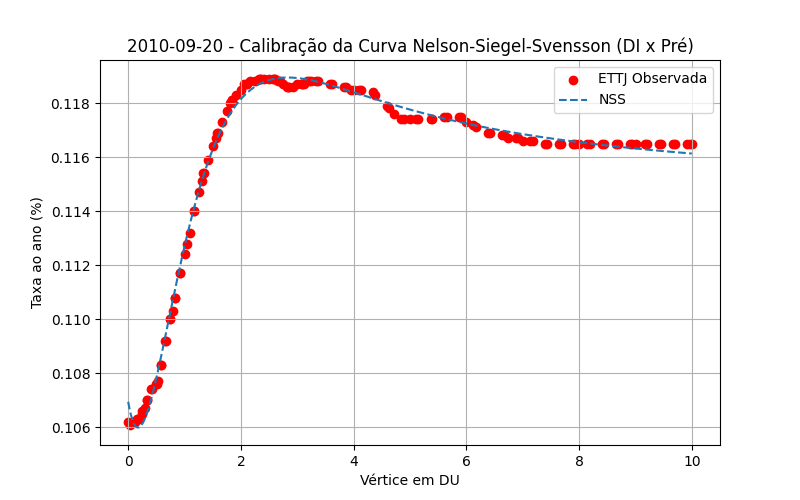 2010-09-20 - Calibração da Curva Nelson-Siegel-Svensson (DI x Pré)
ETTJ Observada
NSS
Taxa ao ano (%)
0.118
0.116
0.114
0.112
0.110
0.108
0.106
0
2
4
6
8
10
Vértice em DU